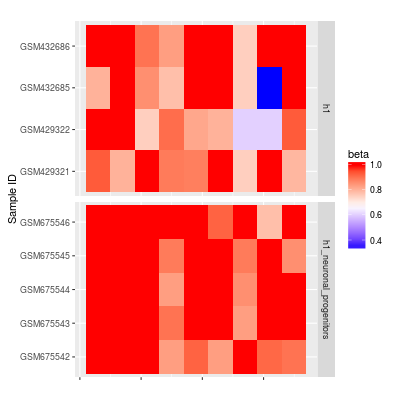 GSM432686
GSM432685
GSM429322
GSM429321
h1
GSM675546
GSM675545
GSM675544
GSM675543
GSM675542
h1_neuronal_progenitors
Sample ID
beta
1.0
0.8
0.6
0.4